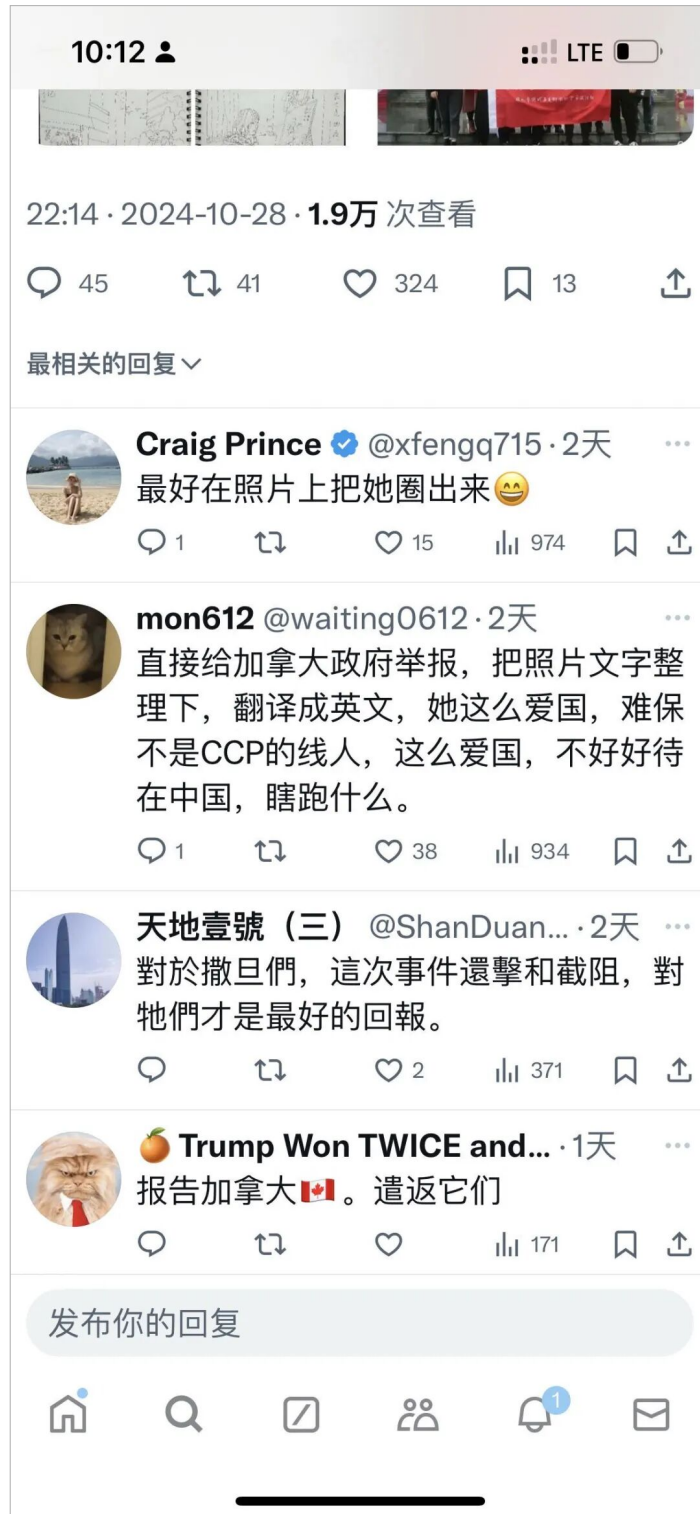 10:12
LTE
22:14 · 2024-10-28 · 1.9万 次查看
45 41 324 13
最相关的回复
Craig Prince @xfengq715 · 2天
最好在照片上把她圈出来😄
1 15 974
mon612 @waiting0612 · 2天
直接给加拿大政府举报，把照片文字整
理下，翻译成英文，她这么爱国，难保
不是CCP的线人，这么爱国，不好好待
在中国，瞎跑什么。
1 38 934
天地壹號（三） @ShanDuan... · 2天
對於撒旦們，這次事件還擊和截阻，對
牠們才是最好的回報。
2 371
🍊 Trump Won TWICE and... · 1天
报告加拿大🇨🇦。遣返它们
171
发布你的回复
1